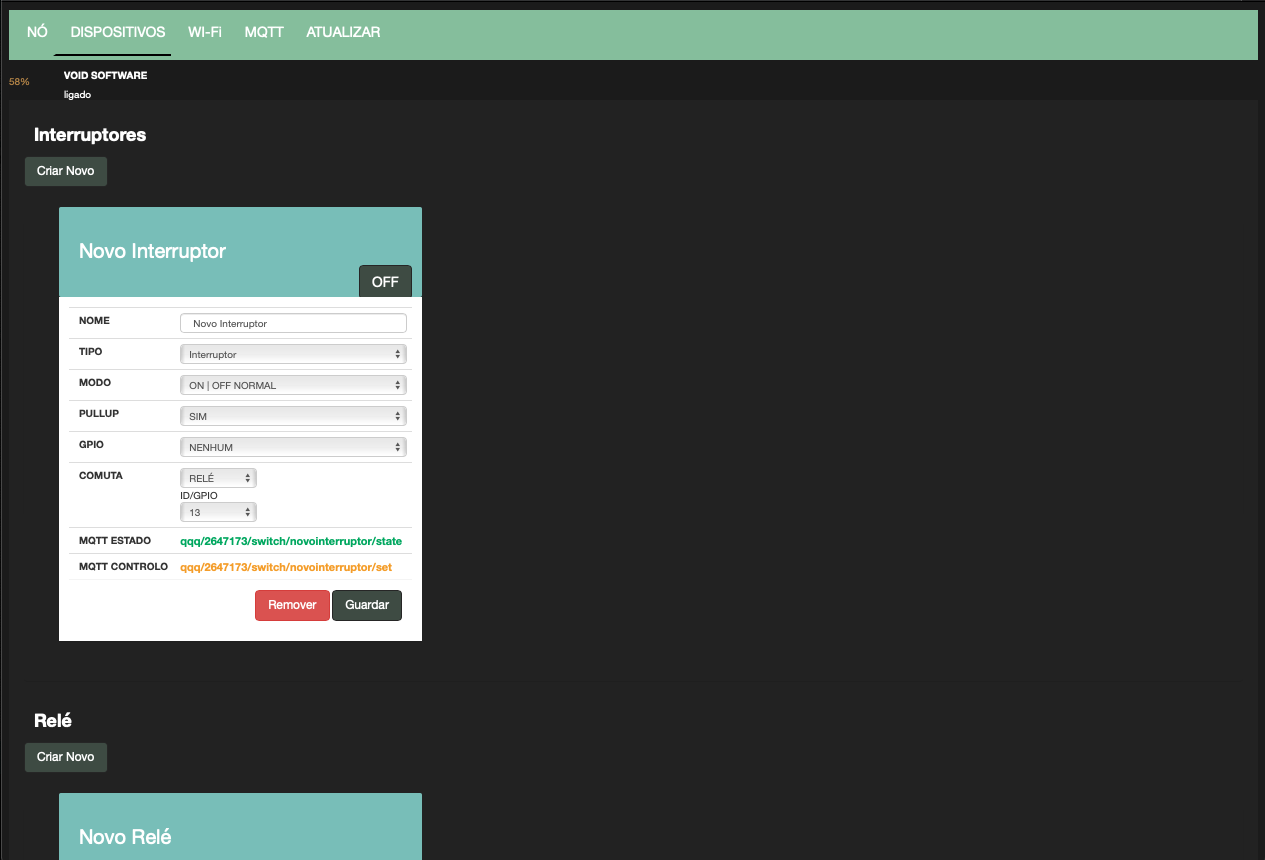 NÓ DISPOSITIVOS WI-FI MQTT ATUALIZAR
58% VOID SOFTWARE
ligado
Interruptores
Criar Novo
Novo Interruptor
OFF
NOME Novo Interruptor
TIPO Interruptor
MODO ON | OFF NORMAL
PULLUP SIM
GPIO NENHUM
COMUTA RELÉ
ID/GPIO
13
MQTT ESTADO qqq/2647173/switch/novointerruptor/state
MQTT CONTROLO qqq/2647173/switch/novointerruptor/set
Remover Guardar
Relé
Criar Novo
Novo Relé